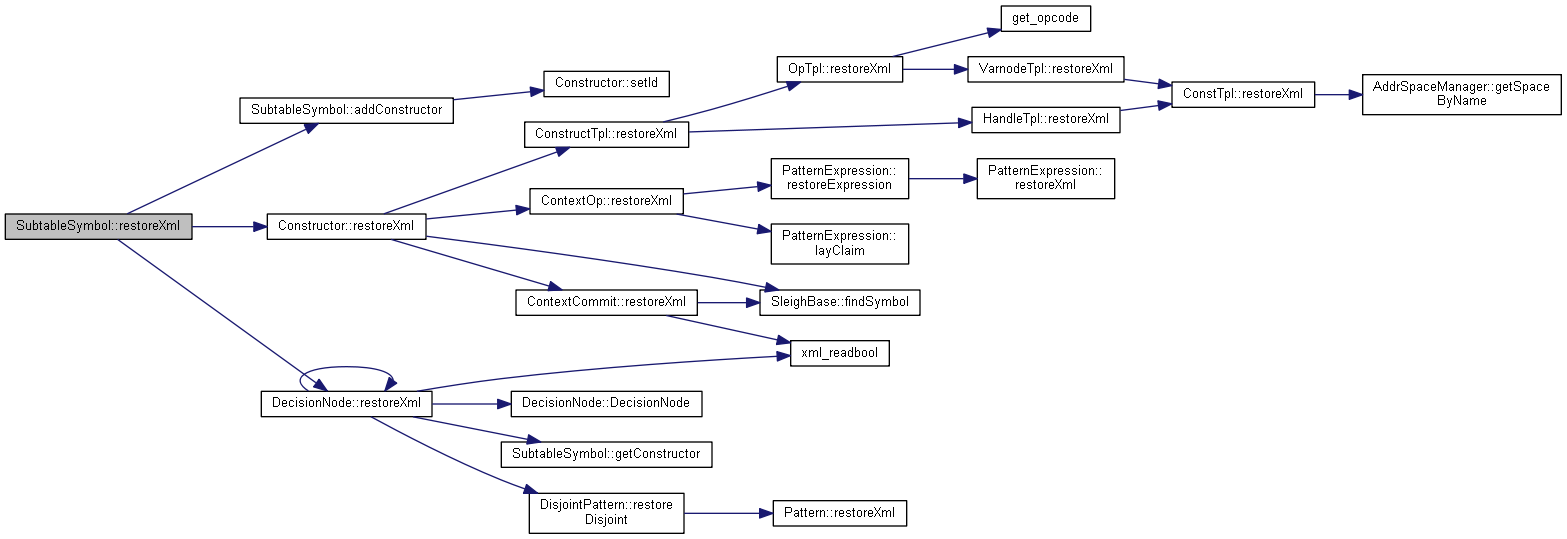 get_opcode
OpTpl::restoreXml
VarnodeTpl::restoreXml
Constructor::setId
ConstTpl::restoreXml
AddrSpaceManager::getSpace
ByName
SubtableSymbol::addConstructor
ConstructTpl::restoreXml
HandleTpl::restoreXml
PatternExpression::
restoreExpression
PatternExpression::
restoreXml
ContextOp::restoreXml
SubtableSymbol::restoreXml
Constructor::restoreXml
PatternExpression::
layClaim
ContextCommit::restoreXml
SleighBase::findSymbol
xml_readbool
DecisionNode::restoreXml
DecisionNode::DecisionNode
SubtableSymbol::getConstructor
DisjointPattern::restore
Disjoint
Pattern::restoreXml